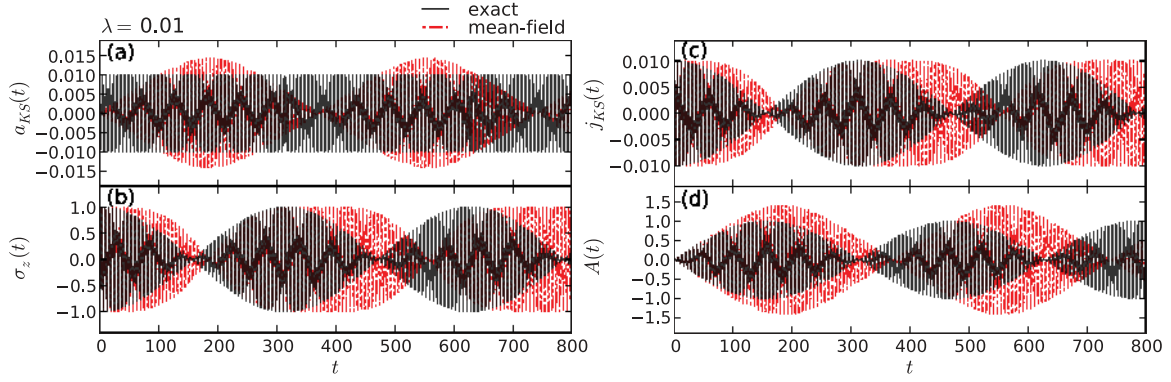 λ = 0.01
exact
mean-field
(a)
0.015
0.010
0.005
0.000
−0.005
−0.010
−0.015
a_KS(t)
(c)
0.010
0.005
0.000
−0.005
−0.010
j_KS(t)
(b)
1.0
0.5
0.0
−0.5
−1.0
σ_z(t)
0 100 200 300 400 500 600 700 800
t
(d)
1.5
1.0
0.5
0.0
−0.5
−1.0
−1.5
A(t)
0 100 200 300 400 500 600 700 800
t